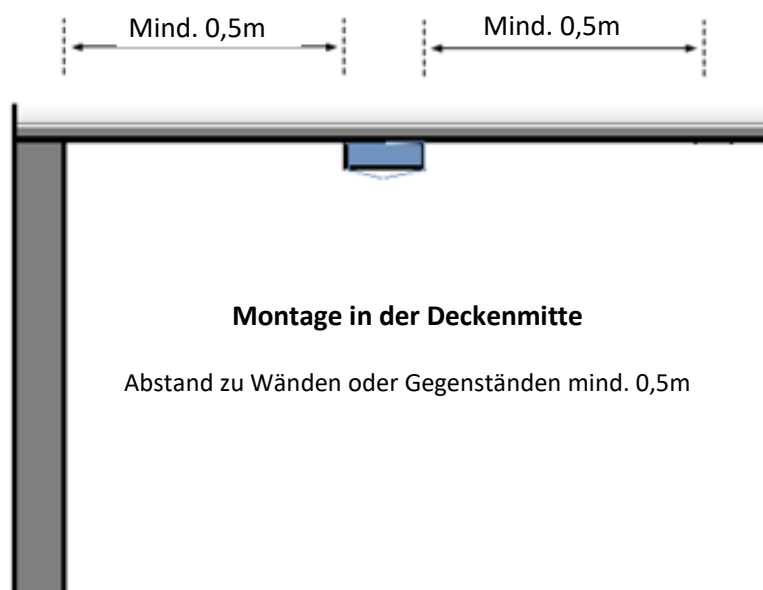 Mind. 0,5m
Mind. 0,5m
Montage in der Deckenmitte
Abstand zu Wänden oder Gegenständen mind. 0,5m